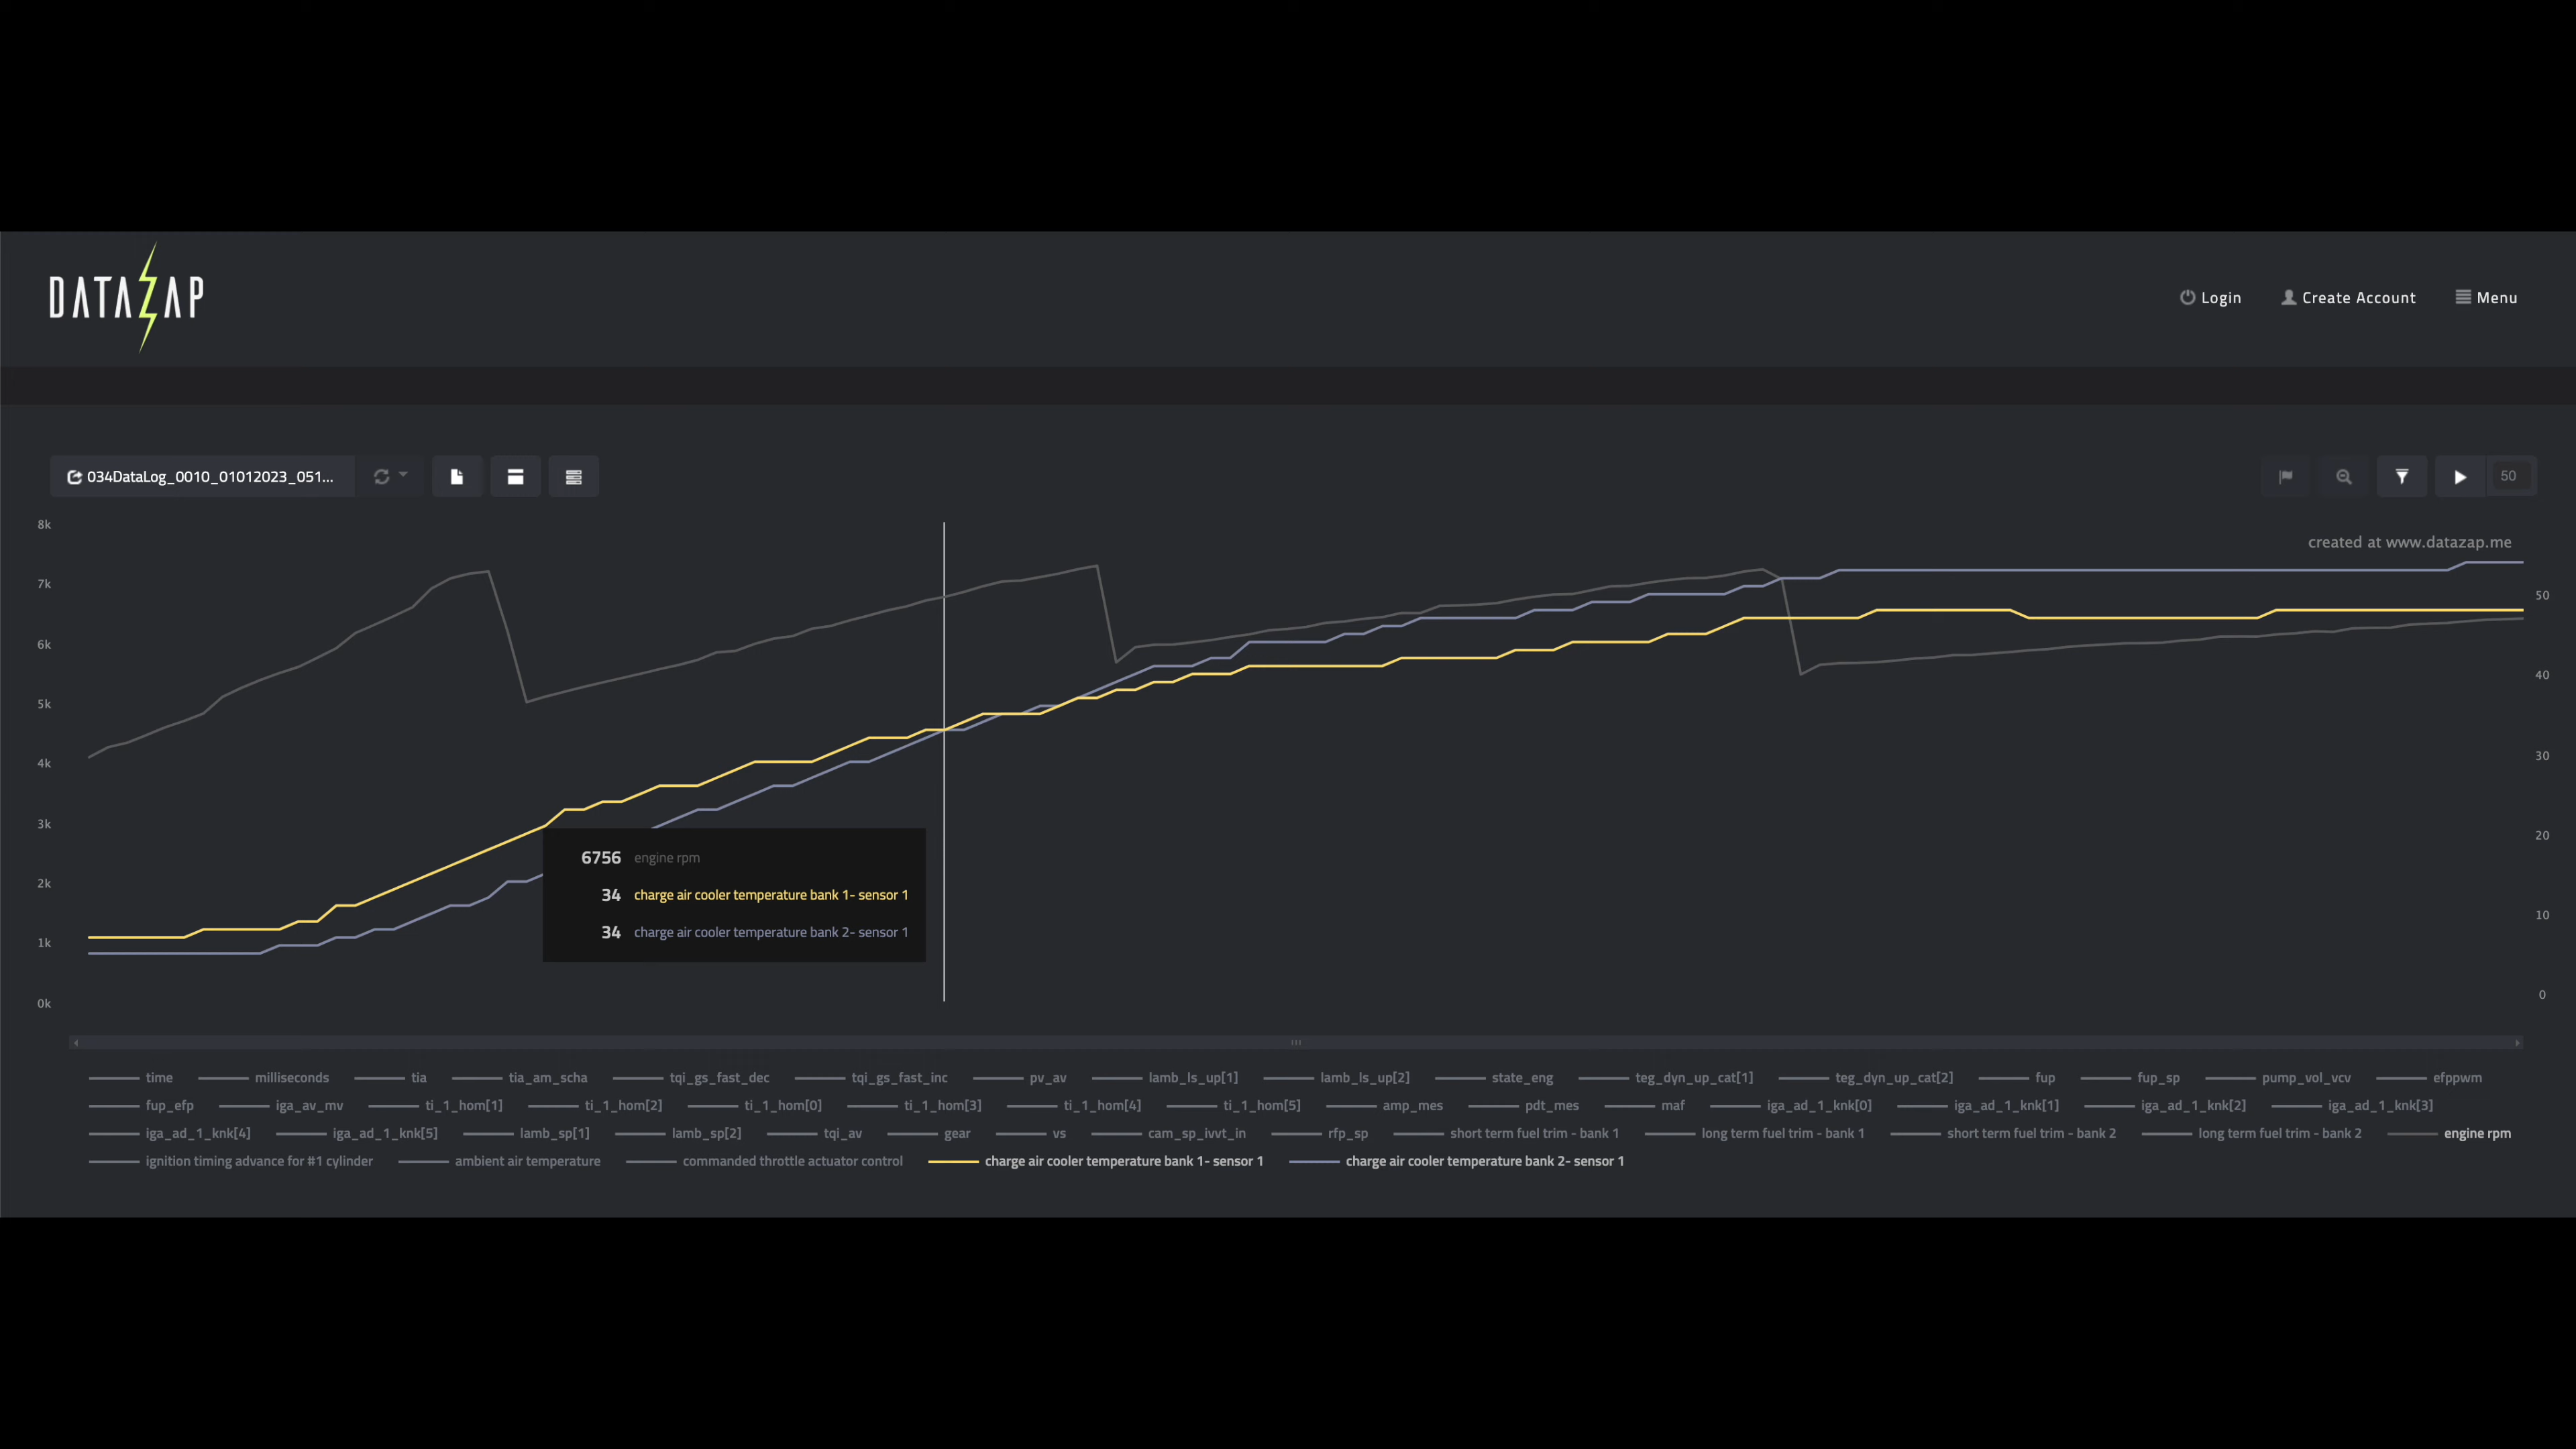 DATAZAP
Login Create Account Menu
034DataLog_0010_01012023_051...
50
created at www.datazap.me
8k
7k
6k
5k
4k
3k
2k
1k
0k
50
40
30
20
10
0
6756 engine rpm
34 charge air cooler temperature bank 1- sensor 1
34 charge air cooler temperature bank 2- sensor 1
time milliseconds tia tia_am_scha tqi_gs_fast_dec tqi_gs_fast_inc pv_av lamb_ls_up[1] lamb_ls_up[2] state_eng teg_dyn_up_cat[1] teg_dyn_up_cat[2] fup fup_sp pump_vol_vcv efppwm
fup_efp iga_av_mv ti_1_hom[1] ti_1_hom[2] ti_1_hom[0] ti_1_hom[3] ti_1_hom[4] ti_1_hom[5] amp_mes pdt_mes maf iga_ad_1_knk[0] iga_ad_1_knk[1] iga_ad_1_knk[2] iga_ad_1_knk[3]
iga_ad_1_knk[4] iga_ad_1_knk[5] lamb_sp[1] lamb_sp[2] tqi_av gear vs cam_sp_ivvt_in rfp_sp short term fuel trim - bank 1 long term fuel trim - bank 1 short term fuel trim - bank 2 long term fuel trim - bank 2 engine rpm
ignition timing advance for #1 cylinder ambient air temperature commanded throttle actuator control charge air cooler temperature bank 1- sensor 1 charge air cooler temperature bank 2- sensor 1